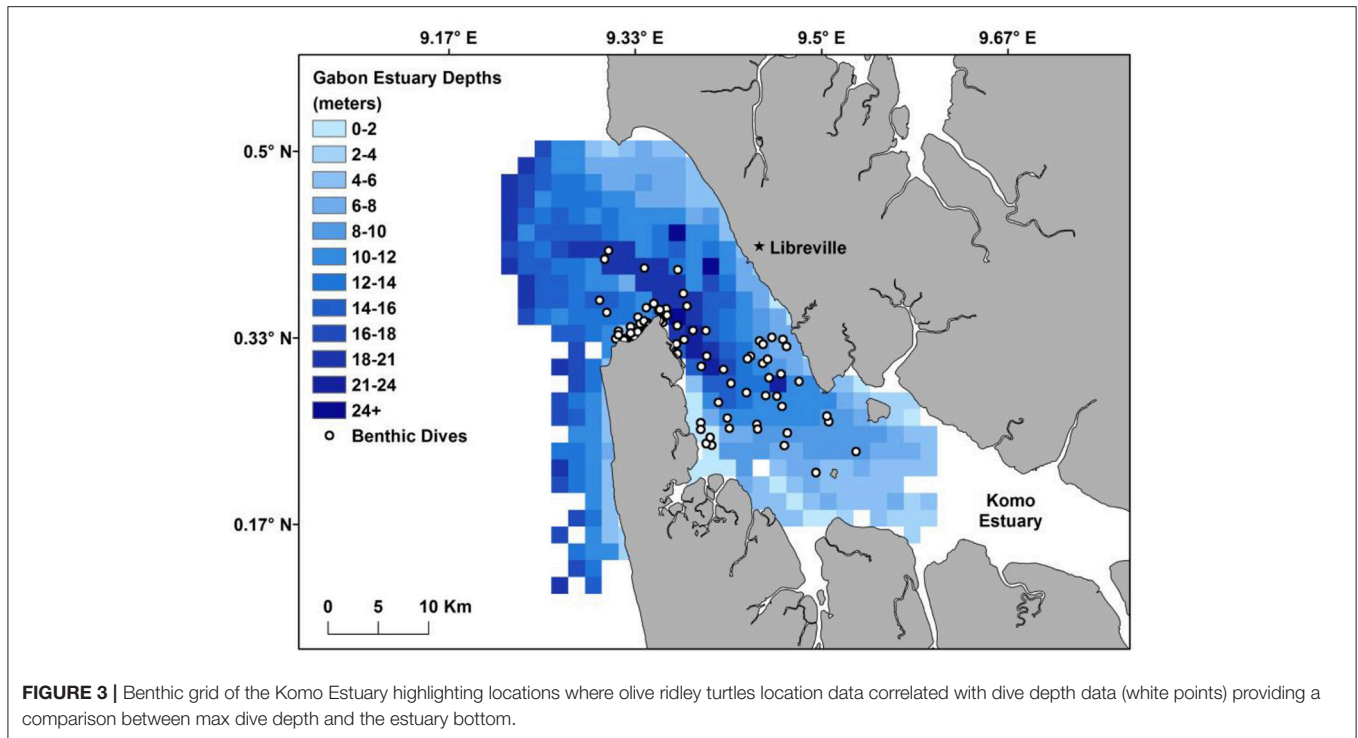 9.17° E
9.33° E
9.5° E
9.67° E
Gabon Estuary Depths
(meters)
0-2
2-4
4-6
6-8
8-10
10-12
12-14
14-16
16-18
18-21
21-24
24+
Benthic Dives
0.5° N
0.33° N
0.17° N
Libreville
Komo
Estuary
0 5 10 Km
FIGURE 3 | Benthic grid of the Komo Estuary highlighting locations where olive ridley turtles location data correlated with dive depth data (white points) providing a
comparison between max dive depth and the estuary bottom.